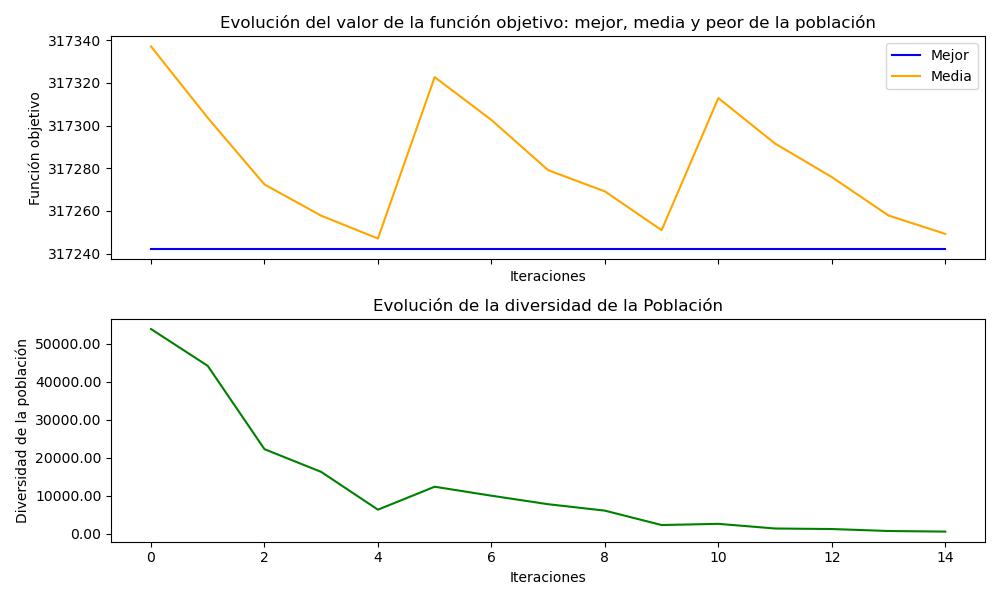 Evolución del valor de la función objetivo: mejor, media y peor de la población
317340
317320
317300
317280
317260
317240
Función objetivo
Mejor
Media
Iteraciones
Evolución de la diversidad de la Población
50000.00
40000.00
30000.00
20000.00
10000.00
0.00
Diversidad de la población
0 2 4 6 8 10 12 14
Iteraciones